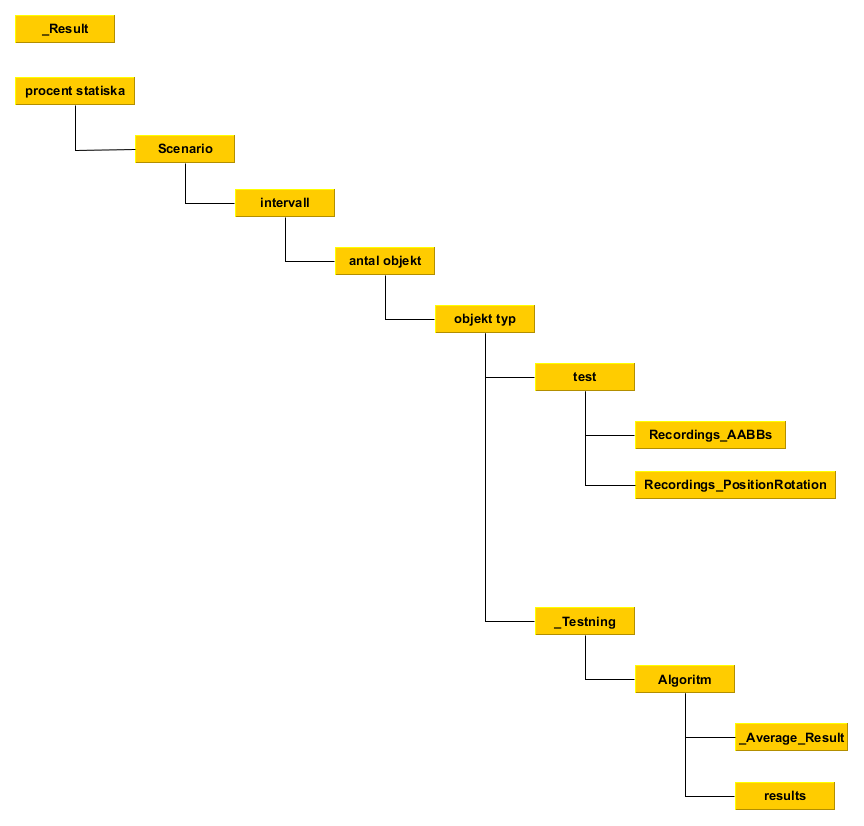 _Result
procent statiska
Scenario
intervall
antal objekt
objekt typ
test
Recordings_AABBs
Recordings_PositionRotation
_Testning
Algoritm
_Average_Result
results